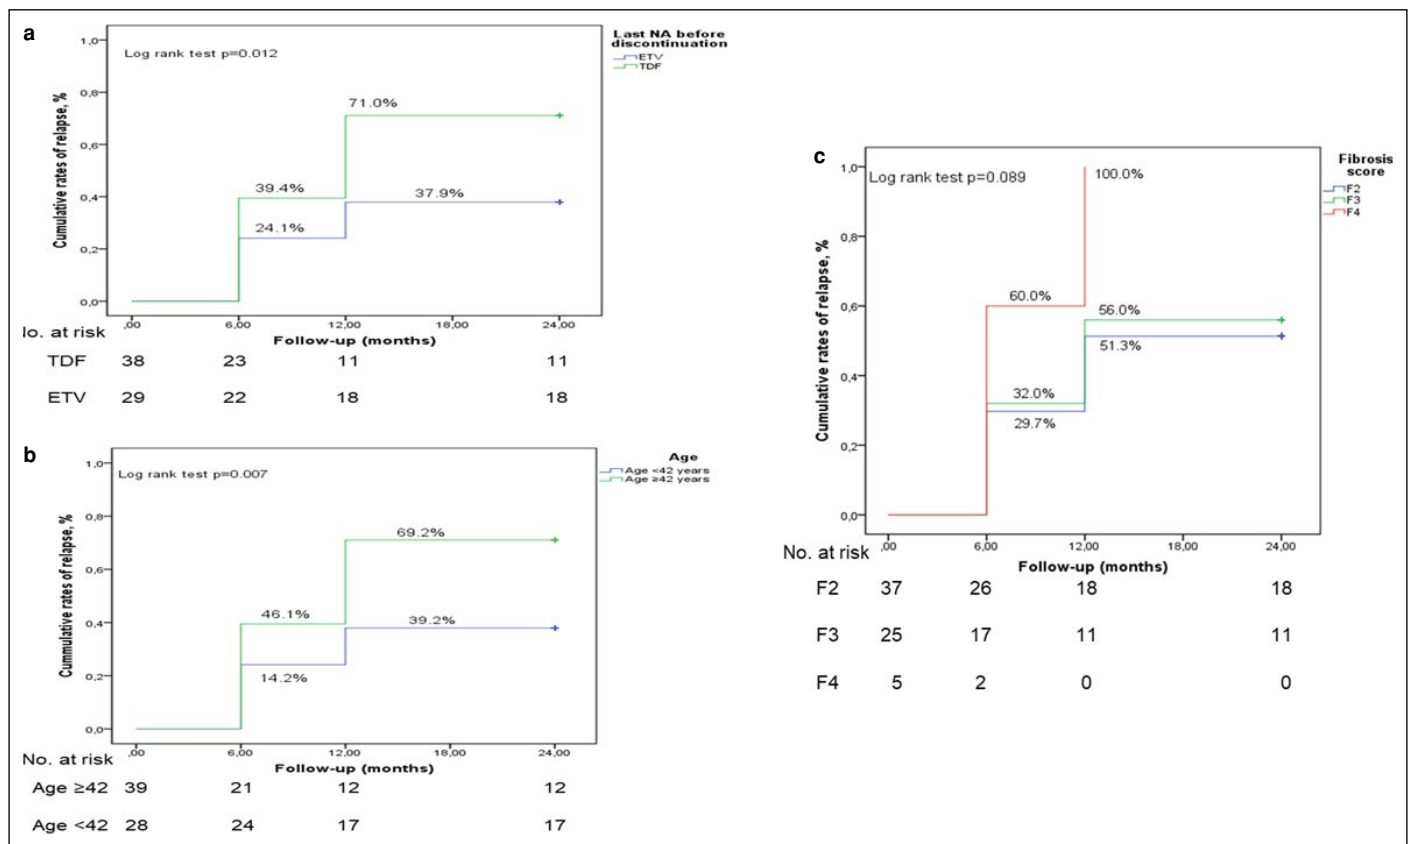 a
Log rank test p=0.012
Last NA before
discontinuation
ETV
TDF
Cumulative rates of relapse, %
1,0
0,8
0,6
0,4
0,2
0,0
71.0%
39.4%
37.9%
24.1%
,00 6,00 12,00 18,00 24,00
Follow-up (months)
lo. at risk
TDF 38 23 11 11
ETV 29 22 18 18
b
Log rank test p=0.007
Age
Age <42 years
Age ≥42 years
Cummulative rates of relapse, %
1,0
0,8
0,6
0,4
0,2
0,0
69.2%
46.1%
39.2%
14.2%
,00 6,00 12,00 18,00 24,00
Follow-up (months)
No. at risk
Age ≥42 39 21 12 12
Age <42 28 24 17 17
c
Log rank test p=0.089
Fibrosis
score
F2
F3
F4
Cumulative rates of relapse, %
1,0
0,8
0,6
0,4
0,2
0,0
100.0%
60.0%
56.0%
51.3%
32.0%
29.7%
,00 6,00 12,00 18,00 24,00
Follow-up (months)
No. at risk
F2 37 26 18 18
F3 25 17 11 11
F4 5 2 0 0